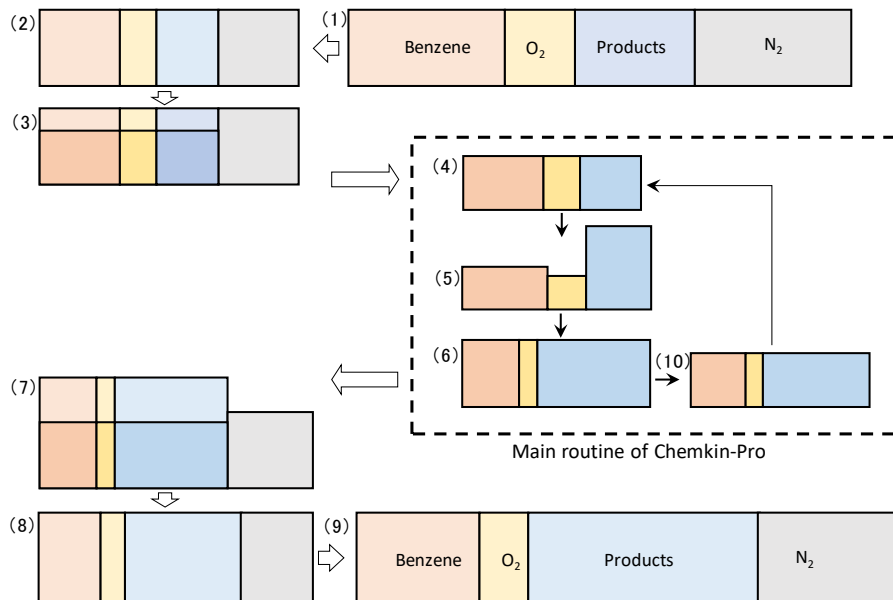 (2)
(1)
Benzene
O₂
Products
N₂
(3)
(4)
(5)
(6)
(10)
Main routine of Chemkin-Pro
(7)
(8)
(9)
Benzene
O₂
Products
N₂